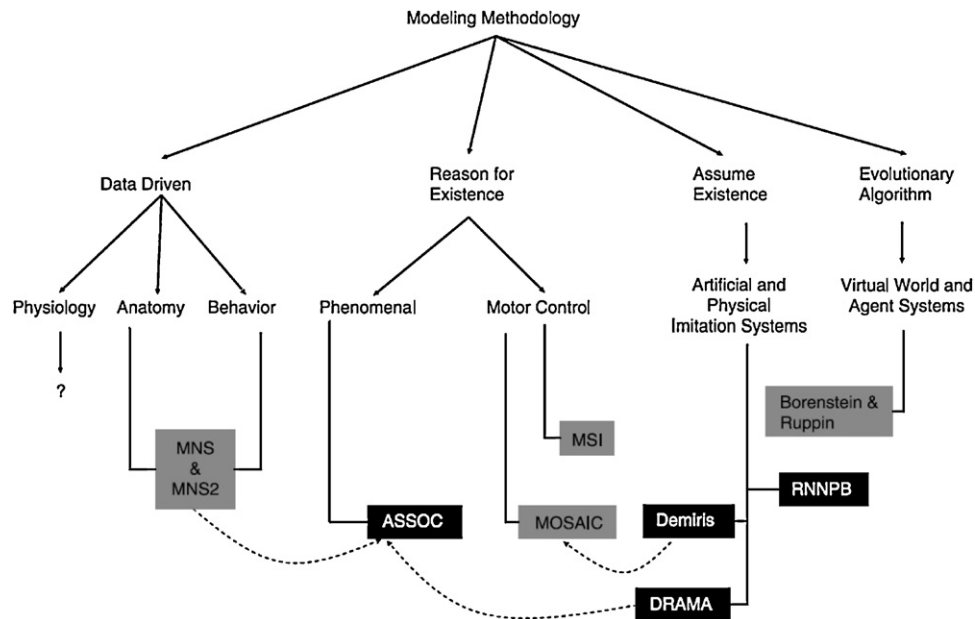 Modeling Methodology
Data Driven
Reason for
Existence
Assume
Existence
Evolutionary
Algorithm
Physiology
Anatomy
Behavior
Phenomenal
Motor Control
Artificial and
Physical
Imitation Systems
Virtual World and
Agent Systems
?
MNS
&
MNS2
MSI
Borenstein &
Ruppin
RNNPB
ASSOC
MOSAIC
Demiris
DRAMA